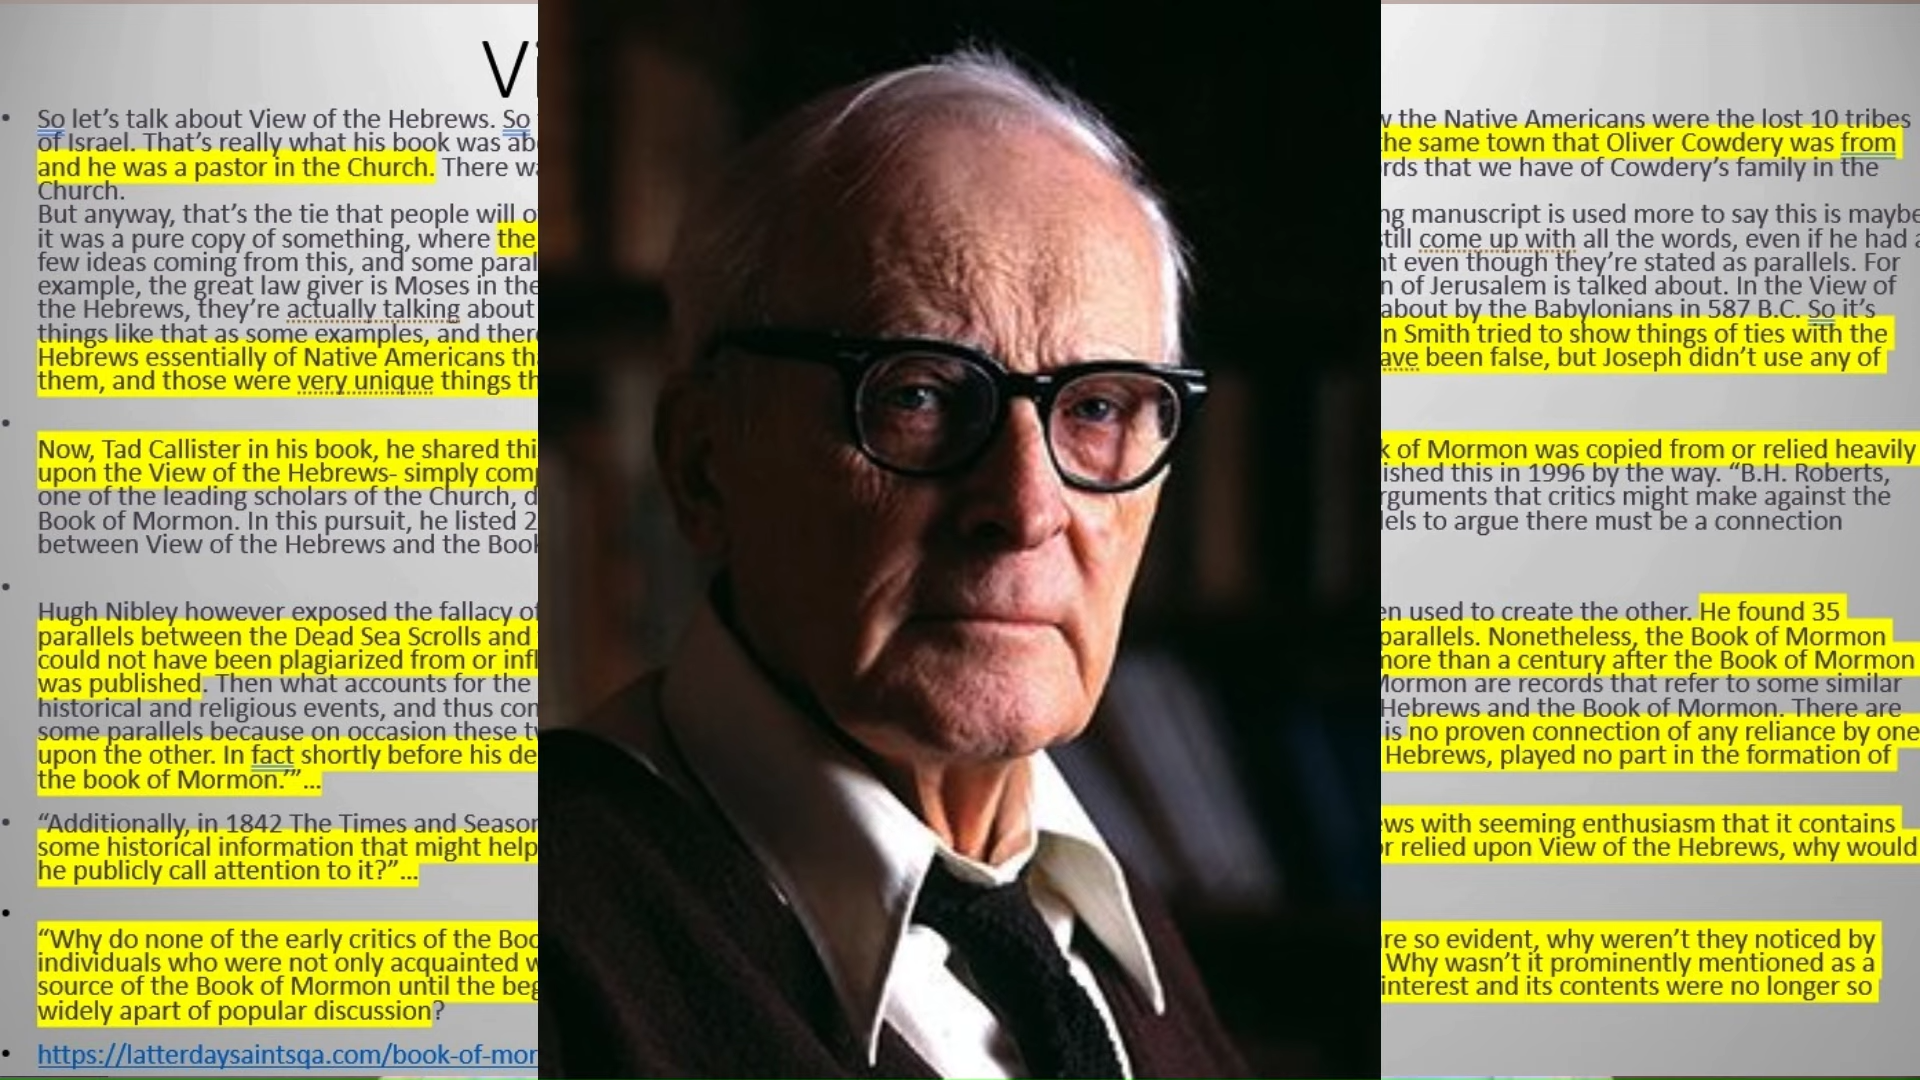 Vi
So let's talk about View of the Hebrews. So
w the Native Americans were the lost 10 tribes
of Israel. That's really what his book was ab
the same town that Oliver Cowdery was from
and he was a pastor in the Church. There wa
rds that we have of Cowdery's family in the
Church.
But anyway, that's the tie that people will o
ng manuscript is used more to say this is maybe
it was a pure copy of something, where the
still come up with all the words, even if he had a
few ideas coming from this, and some paral
nt even though they're stated as parallels. For
example, the great law giver is Moses in the
n of Jerusalem is talked about. In the View of
the Hebrews, they're actually talking about
about by the Babylonians in 587 B.C. So it's
things like that as some examples, and ther
n Smith tried to show things of ties with the
Hebrews essentially of Native Americans th
ave been false, but Joseph didn't use any of
them, and those were very unique things th
Now, Tad Callister in his book, he shared thi
k of Mormon was copied from or relied heavily
upon the View of the Hebrews- simply com
ished this in 1996 by the way. “B.H. Roberts,
one of the leading scholars of the Church, d
rguments that critics might make against the
Book of Mormon. In this pursuit, he listed 2
lels to argue there must be a connection
between View of the Hebrews and the Book
Hugh Nibley however exposed the fallacy of
en used to create the other. He found 35
parallels between the Dead Sea Scrolls and
parallels. Nonetheless, the Book of Mormon
could not have been plagiarized from or infl
more than a century after the Book of Mormon
was published. Then what accounts for the
Mormon are records that refer to some similar
historical and religious events, and thus con
Hebrews and the Book of Mormon. There are
some parallels because on occasion these tw
is no proven connection of any reliance by one
upon the other. In fact shortly before his de
Hebrews, played no part in the formation of
the book of Mormon.'”...
“Additionally, in 1842 The Times and Season
ews with seeming enthusiasm that it contains
some historical information that might help
or relied upon View of the Hebrews, why would
he publicly call attention to it?”...
“Why do none of the early critics of the Boo
re so evident, why weren't they noticed by
individuals who were not only acquainted w
Why wasn't it prominently mentioned as a
source of the Book of Mormon until the beg
interest and its contents were no longer so
widely apart of popular discussion?
https://latterdaysaintsqa.com/book-of-mor